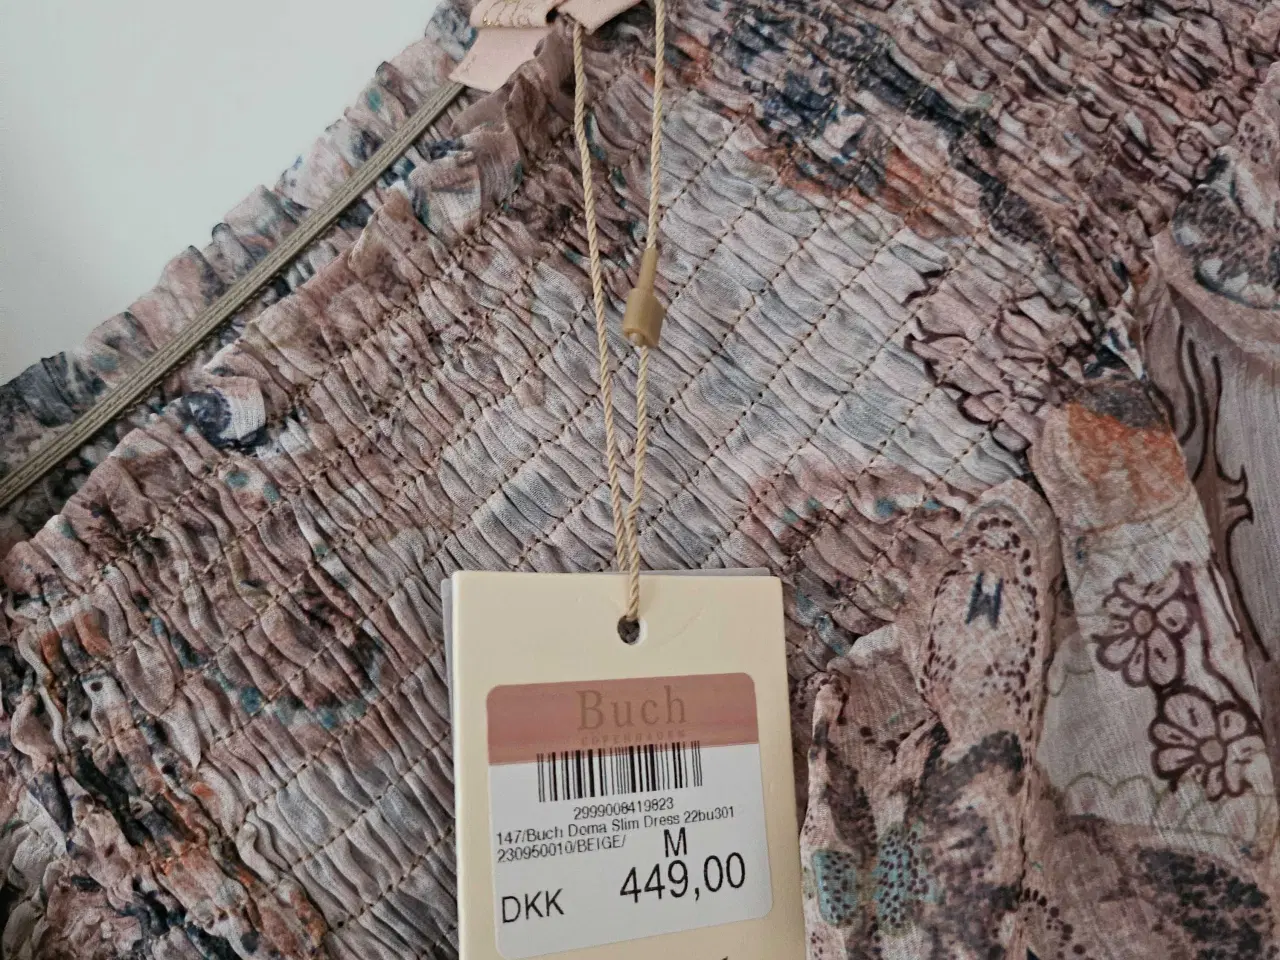 Buch
COPENHAGEN
2999008419823
147/Buch Doma Slim Dress 22bu301
230950010/BEIGE/ M
DKK 449,00